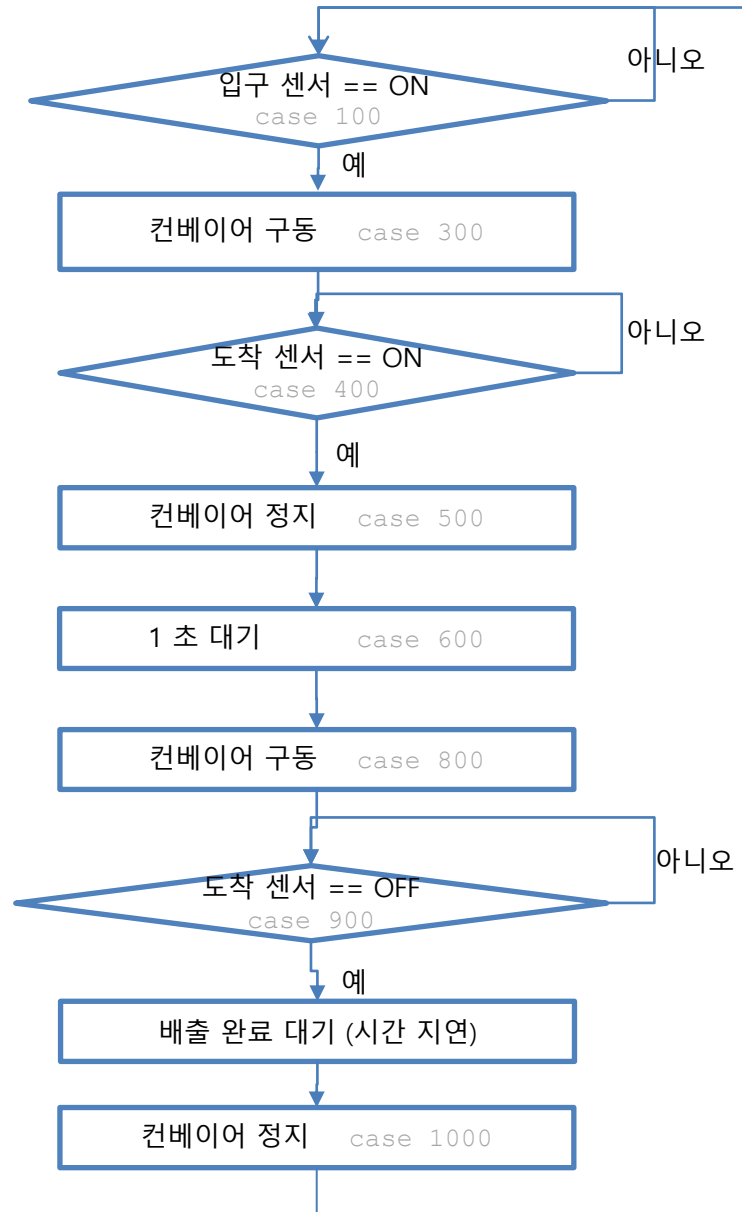 아니오
입구 센서 == ON
case 100
예
컨베이어 구동 case 300
아니오
도착 센서 == ON
case 400
예
컨베이어 정지 case 500
1 초 대기 case 600
컨베이어 구동 case 800
아니오
도착 센서 == OFF
case 900
예
배출 완료 대기 (시간 지연)
컨베이어 정지 case 1000